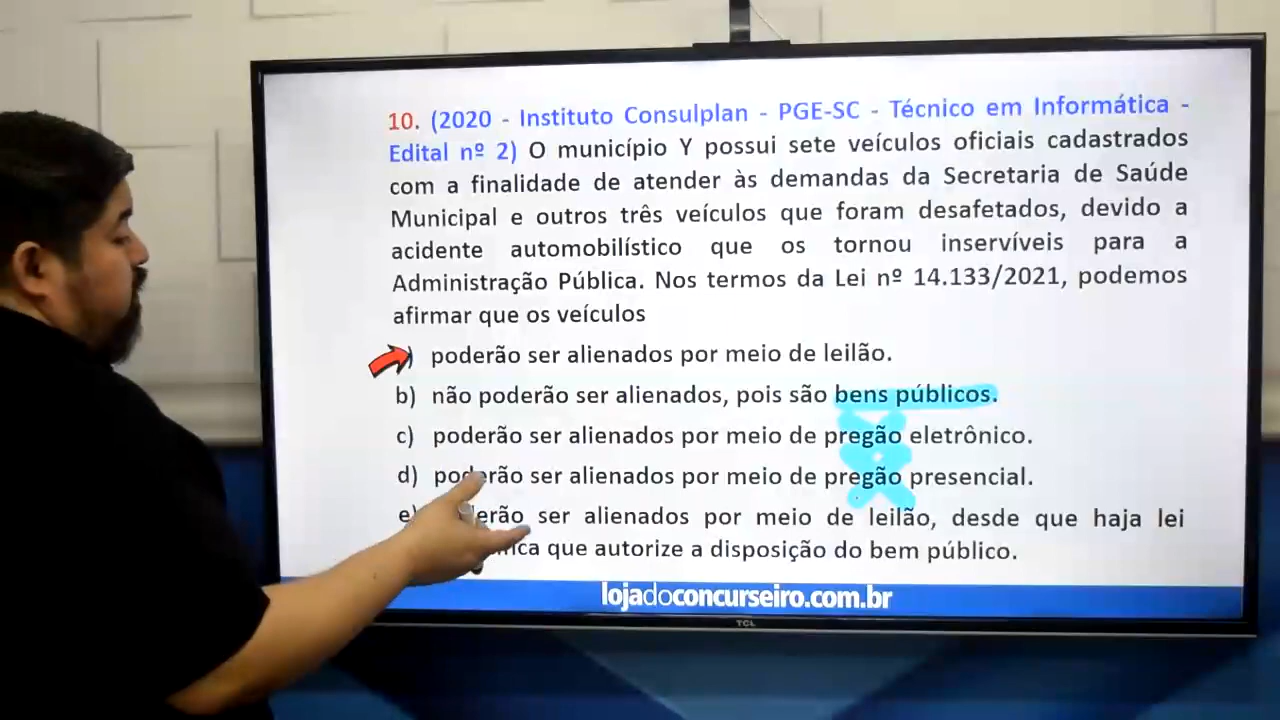 10. (2020 - Instituto Consulplan - PGE-SC - Técnico em Informática -
Edital nº 2) O município Y possui sete veículos oficiais cadastrados
com a finalidade de atender às demandas da Secretaria de Saúde
Municipal e outros três veículos que foram desafetados, devido a
acidente automobilístico que os tornou inservíveis para a
Administração Pública. Nos termos da Lei nº 14.133/2021, podemos
afirmar que os veículos
) poderão ser alienados por meio de leilão.
b) não poderão ser alienados, pois são bens públicos.
c) poderão ser alienados por meio de pregão eletrônico.
d) poderão ser alienados por meio de pregão presencial.
e) ser alienados por meio de leilão, desde que haja lei
que autorize a disposição do bem público.
lojadoconcurseiro.com.br
TCL